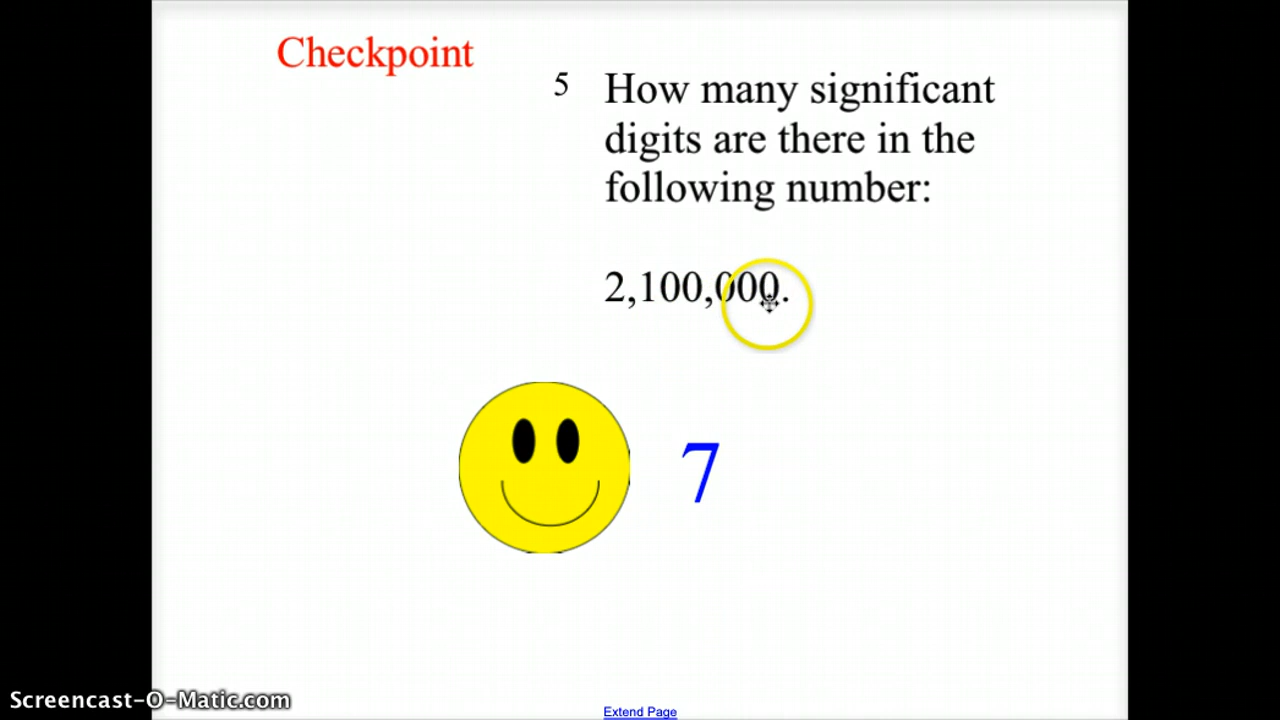 Checkpoint
5 How many significant
digits are there in the
following number:
2,100,000.
7
Screencast-O-Matic.com
Extend Page